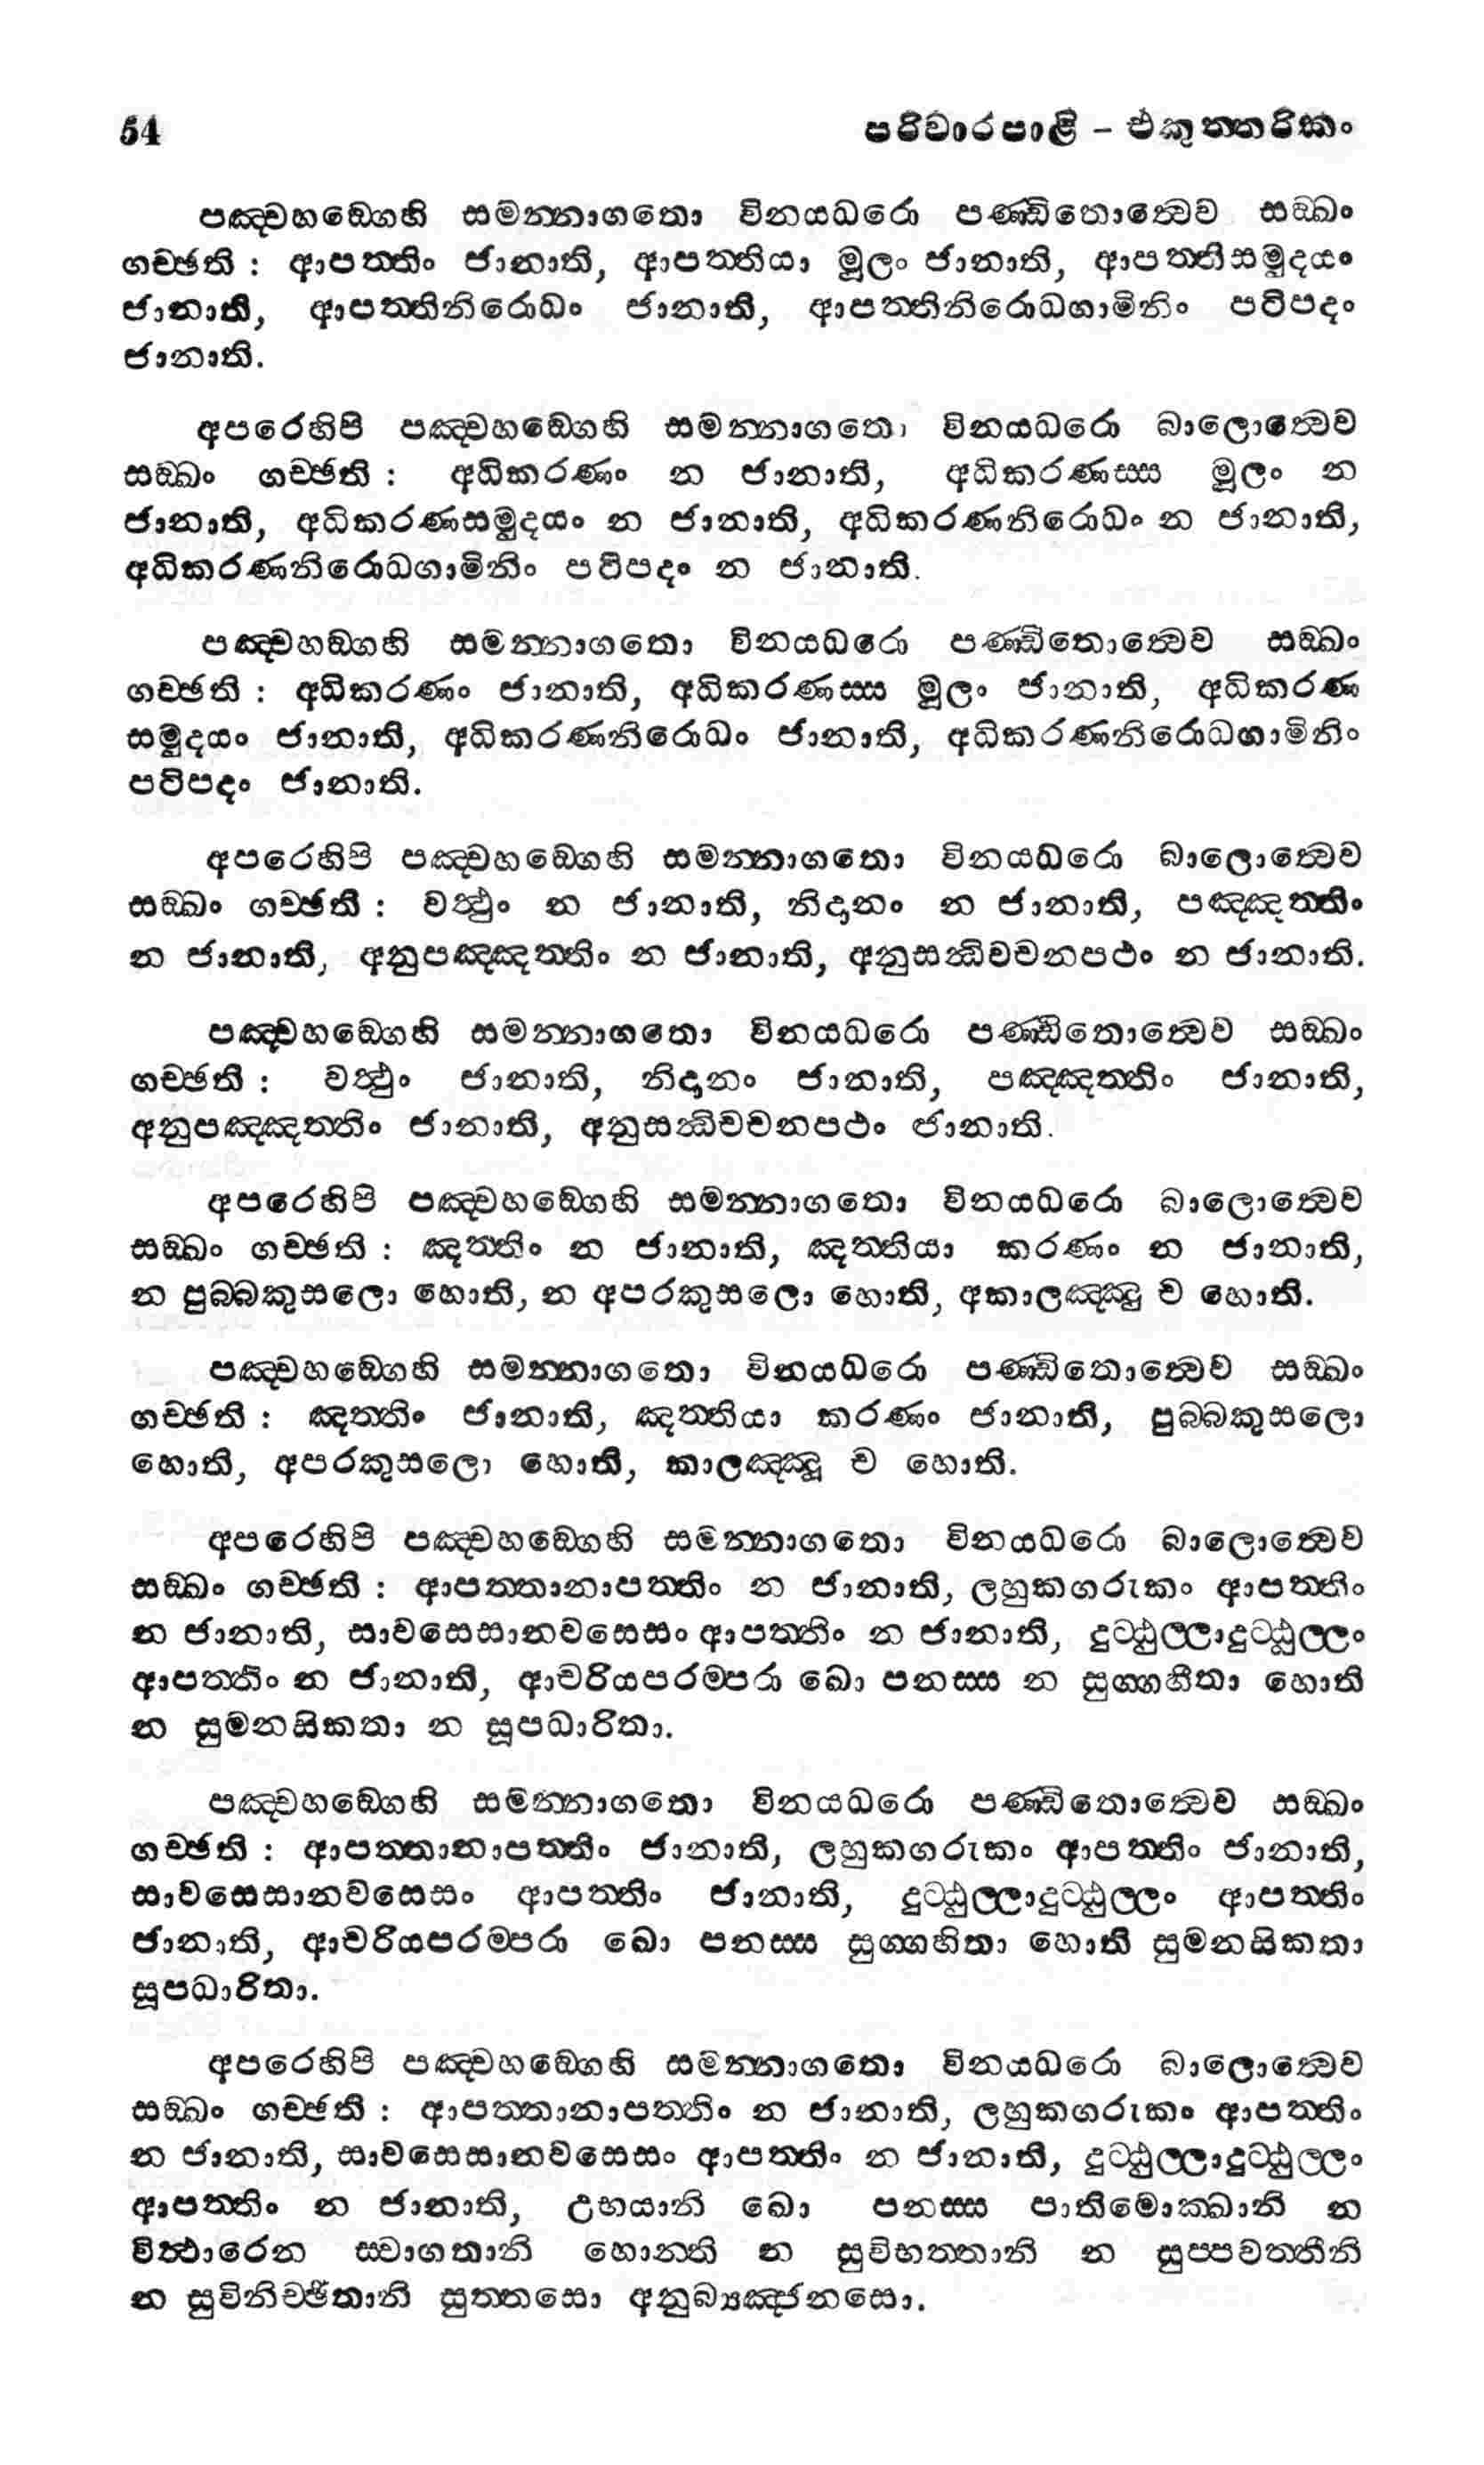 54 පරිවාරපාළි – එකුත්තරිකං
පඤ්චහඞ්ගෙහි සමන්නාගතො විනයධරො පණ්ඩිතොත්වෙව සඞ්ඛං
ගච්ඡති : ආපත්තිං ජානාති, ආපත්තියා මූලං ජානාති, ආපත්තිසමුදයං
ජානාති, ආපත්තිනිරොධං ජානාති, ආපත්තිනිරොධගාමිනිං පටිපදං
ජානාති.
අපරෙහිපි පඤ්චහඞ්ගෙහි සමන්නාගතො විනයධරො බාලොත්වෙව
සඞ්ඛං ගච්ඡති : අධිකරණං න ජානාති, අධිකරණස්ස මූලං න
ජානාති, අධිකරණසමුදයං න ජානාති, අධිකරණනිරොධං න ජානාති,
අධිකරණනිරොධගාමිනිං පටිපදං න ජානාති.
පඤ්චහඞ්ගහි සමන්නාගතො විනයධරො පණ්ඩිතොත්වෙව සඞ්ඛං
ගච්ඡති : අධිකරණං ජානාති, අධිකරණස්ස මූලං ජානාති, අධිකරණ
සමුදයං ජානාති, අධිකරණනිරොධං ජානාති, අධිකරණනිරොධගාමිනිං
පටිපදං ජානාති.
අපරෙහිපි පඤ්චහඞ්ගෙහි සමන්නාගතො විනයධරො බාලොත්වෙව
සඞ්ඛං ගච්ඡති : වත්ථුං න ජානාති, නිදානං න ජානාති, පඤ්ඤත්තිං
න ජානාති, අනුපඤ්ඤත්තිං න ජානාති, අනුසන්ධිවචනපථං න ජානාති.
පඤ්චහඞ්ගෙහි සමන්නාගතො විනයධරො පණ්ඩිතොත්වෙව සඞ්ඛං
ගච්ඡති : වත්ථුං ජානාති, නිදානං ජානාති, පඤ්ඤත්තිං ජානාති,
අනුපඤ්ඤත්තිං ජානාති, අනුසන්ධිවචනපථං ජානාති.
අපරෙහිපි පඤ්චහඞ්ගෙහි සමන්නාගතො විනයධරො බාලොත්වෙව
සඞ්ඛං ගච්ඡති : ඤත්තිං න ජානාති, ඤත්තියා කරණං න ජානාති,
න පුබ්බකුසලො හොති, න අපරකුසලො හොති, අකාලඤ්ඤු ච හොති.
පඤ්චහඞ්ගෙහි සමන්නාගතො විනයධරො පණ්ඩිතොත්වෙව සඞ්ඛං
ගච්ඡති : ඤත්තිං ජානාති, ඤත්තියා කරණං ජානාති, පුබ්බකුසලො
හොති, අපරකුසලො හොති, කාලඤ්ඤූ ච හොති.
අපරෙහිපි පඤ්චහඞ්ගෙහි සමන්නාගතො විනයධරො බාලොත්වෙව
සඞ්ඛං ගච්ඡති : ආපත්තානාපත්තිං න ජානාති, ලහුකගරුකං ආපත්තිං
න ජානාති, සාවසෙසානවසෙසං ආපත්තිං න ජානාති, දුට්ඨුල්ලාදුට්ඨුල්ලං
ආපත්තිං න ජානාති, ආචරියපරම්පරා ඛො පනස්ස න සුග්ගහීතා හොති
න සුමනසිකතා න සූපධාරිතා.
පඤ්චහඞ්ගෙහි සමන්නාගතො විනයධරො පණ්ඩිතොත්වෙව සඞ්ඛං
ගච්ඡති : ආපත්තානාපත්තිං ජානාති, ලහුකගරුකං ආපත්තිං ජානාති,
සාවසෙසානවසෙසං ආපත්තිං ජානාති, දුට්ඨුල්ලාදුට්ඨුල්ලං ආපත්තිං
ජානාති, ආචරියපරම්පරා ඛො පනස්ස සුග්ගහිතා හොති සුමනසිකතා
සූපධාරිතා.
අපරෙහිපි පඤ්චහඞ්ගෙහි සමන්නාගතො විනයධරො බාලොත්වෙව
සඞ්ඛං ගච්ඡති : ආපත්තානාපත්තිං න ජානාති, ලහුකගරුකං ආපත්තිං
න ජානාති, සාවසෙසානවසෙසං ආපත්තිං න ජානාති, දුට්ඨුල්ලාදුට්ඨුල්ලං
ආපත්තිං න ජානාති, උභයානි ඛො පනස්ස පාතිමොක්ඛානි න
විත්ථාරෙන ස්වාගතානි හොන්ති න සුවිභත්තානි න සුප්පවත්තීනි
න සුවිනිච්ඡිතානි සුත්තසො අනුබ්‍යඤ්ජනසො.